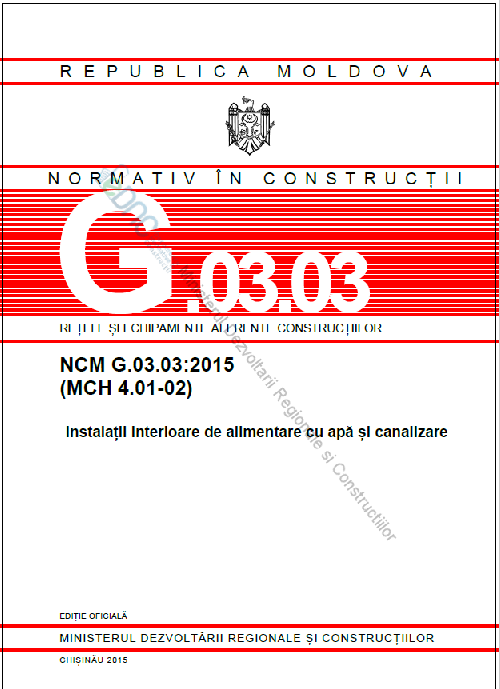 REPUBLICA MOLDOVA
NORMATIV ÎN CONSTRUCȚII
G.03.03
REȚELE ȘI ECHIPAMENTE AFERENTE CONSTRUCȚIILOR
NCM G.03.03:2015
(MCH 4.01-02)
Instalații interioare de alimentare cu apă și canalizare
Ministerul Dezvoltarii Regionale si Constructiilor
EDIȚIE OFICIALĂ
MINISTERUL DEZVOLTĂRII REGIONALE ȘI CONSTRUCȚIILOR
CHIȘINĂU 2015